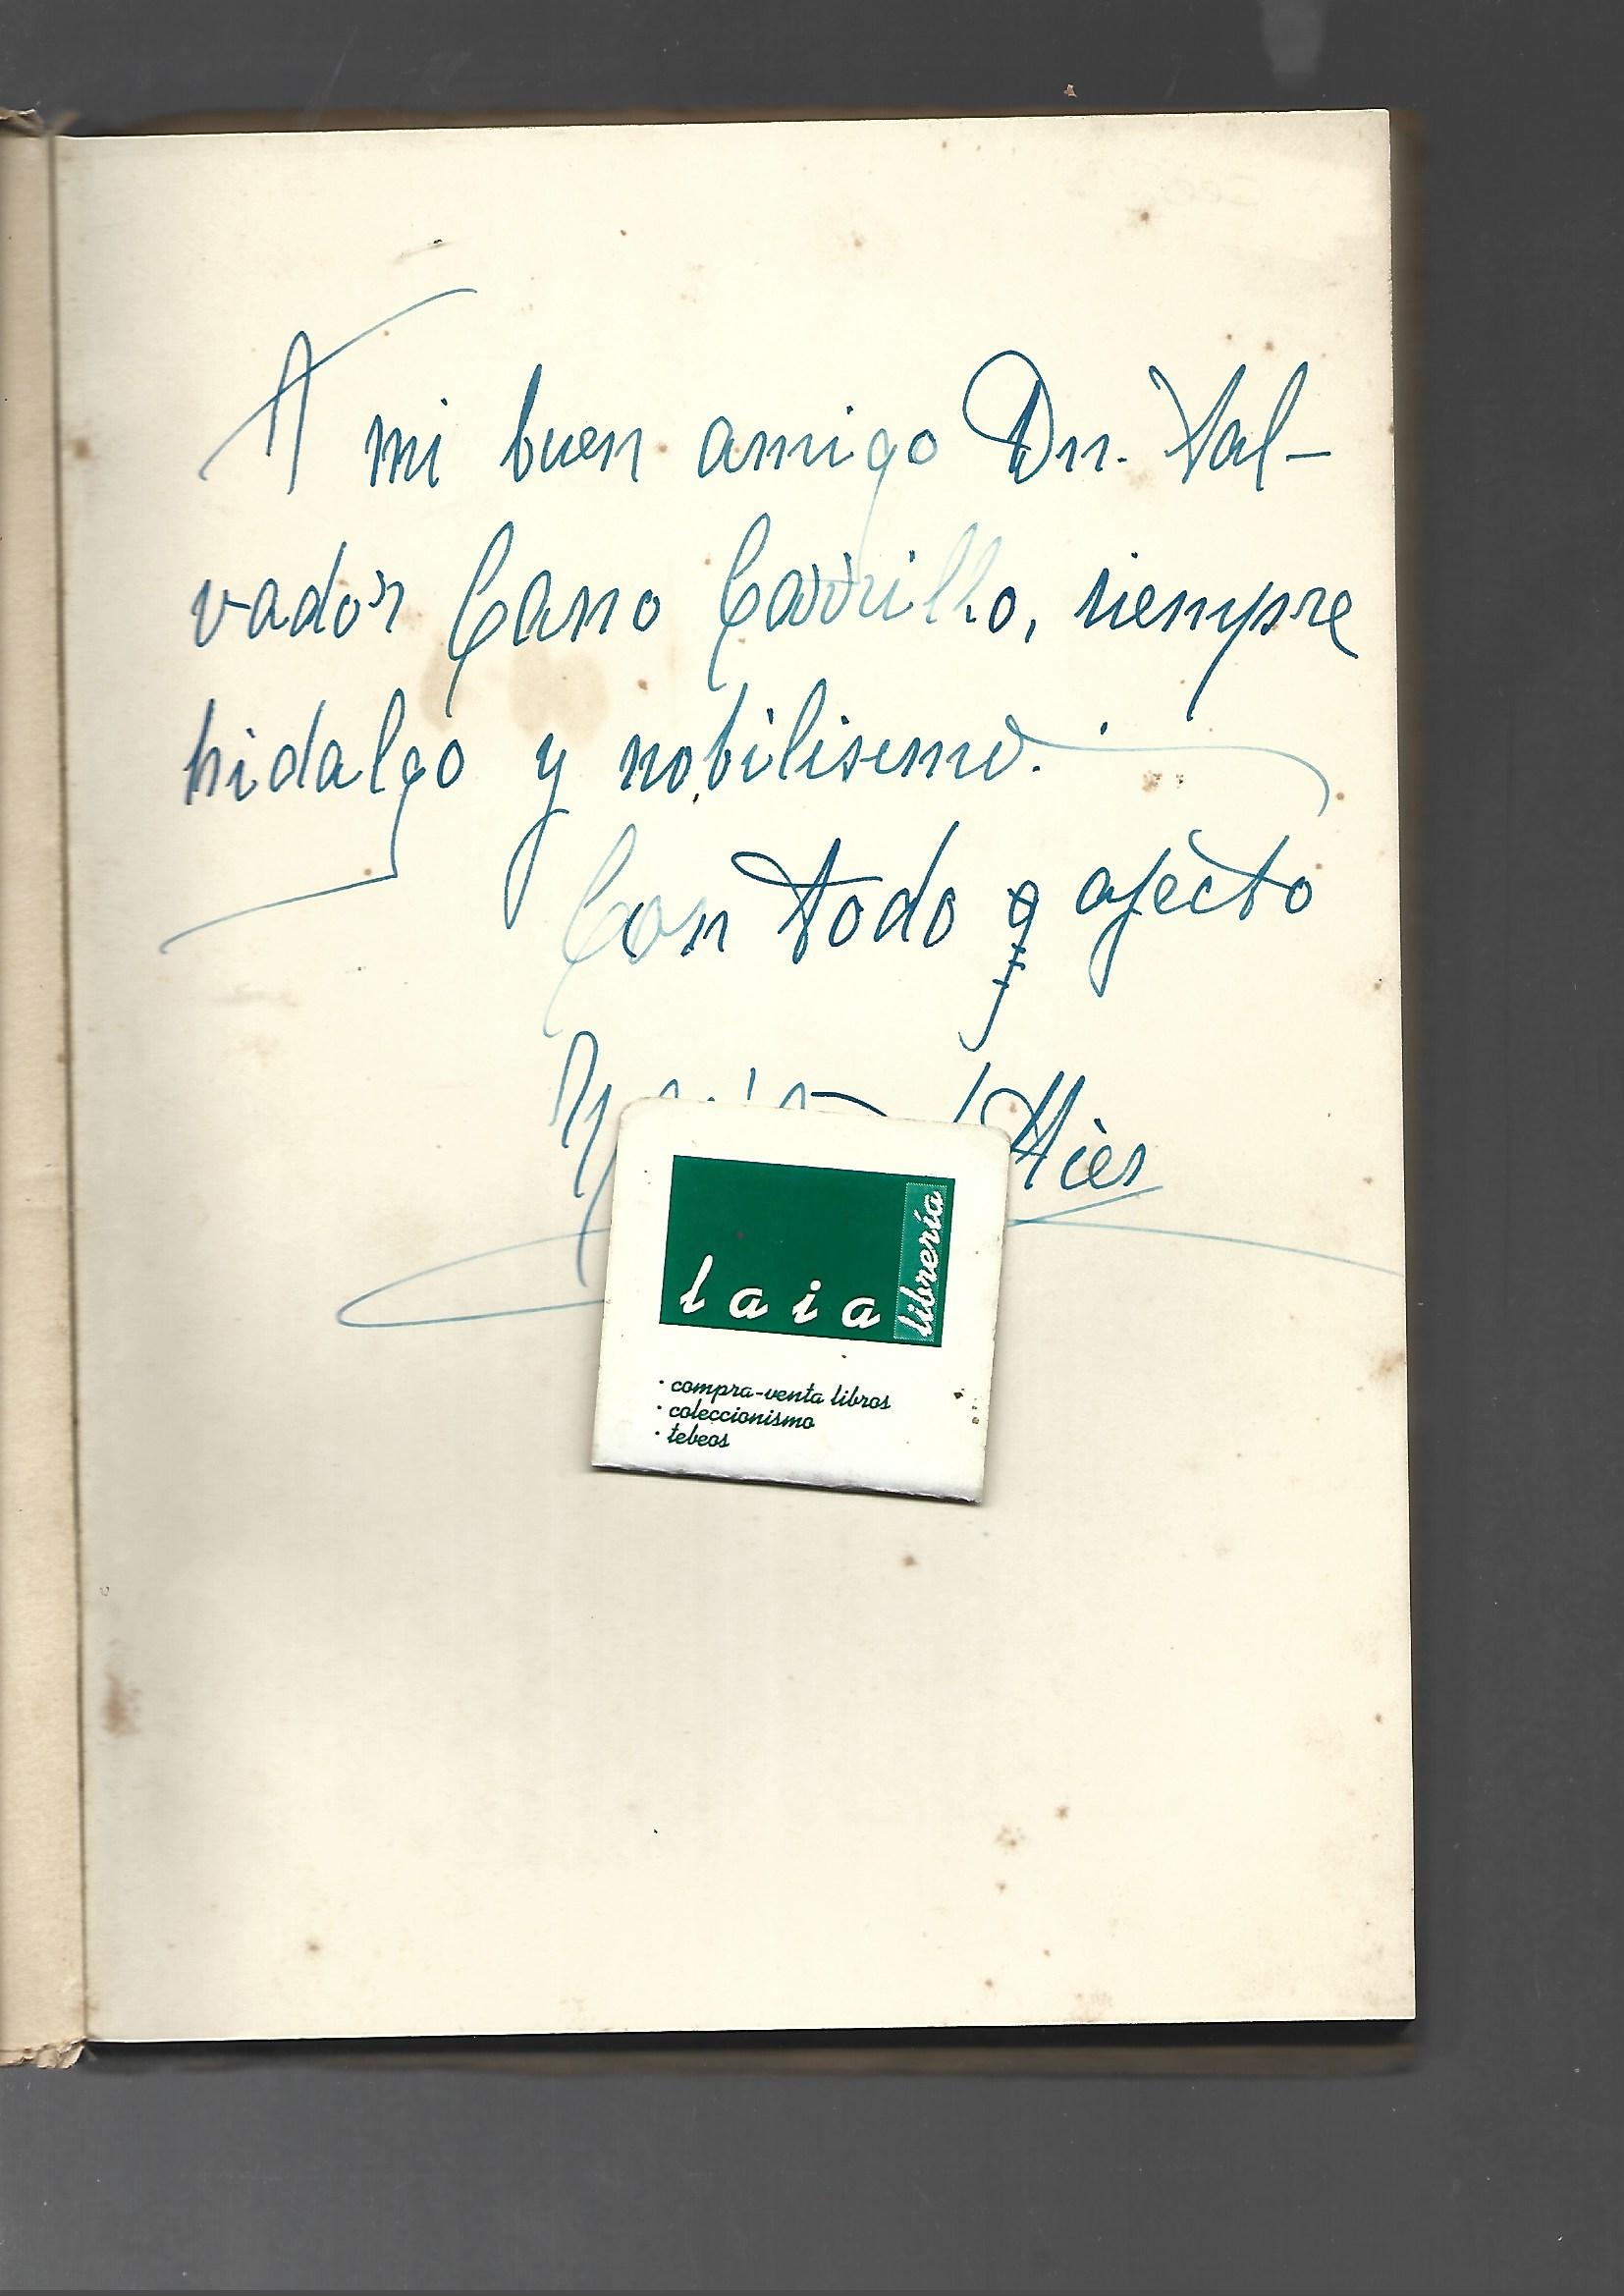 A mi buen amigo Dn. Sal-
vador Cano Carrillo, siempre
hidalgo y nobilisimo.
Con todo afecto
laia
librería
· compra-venta libros
· coleccionismo
· tebeos